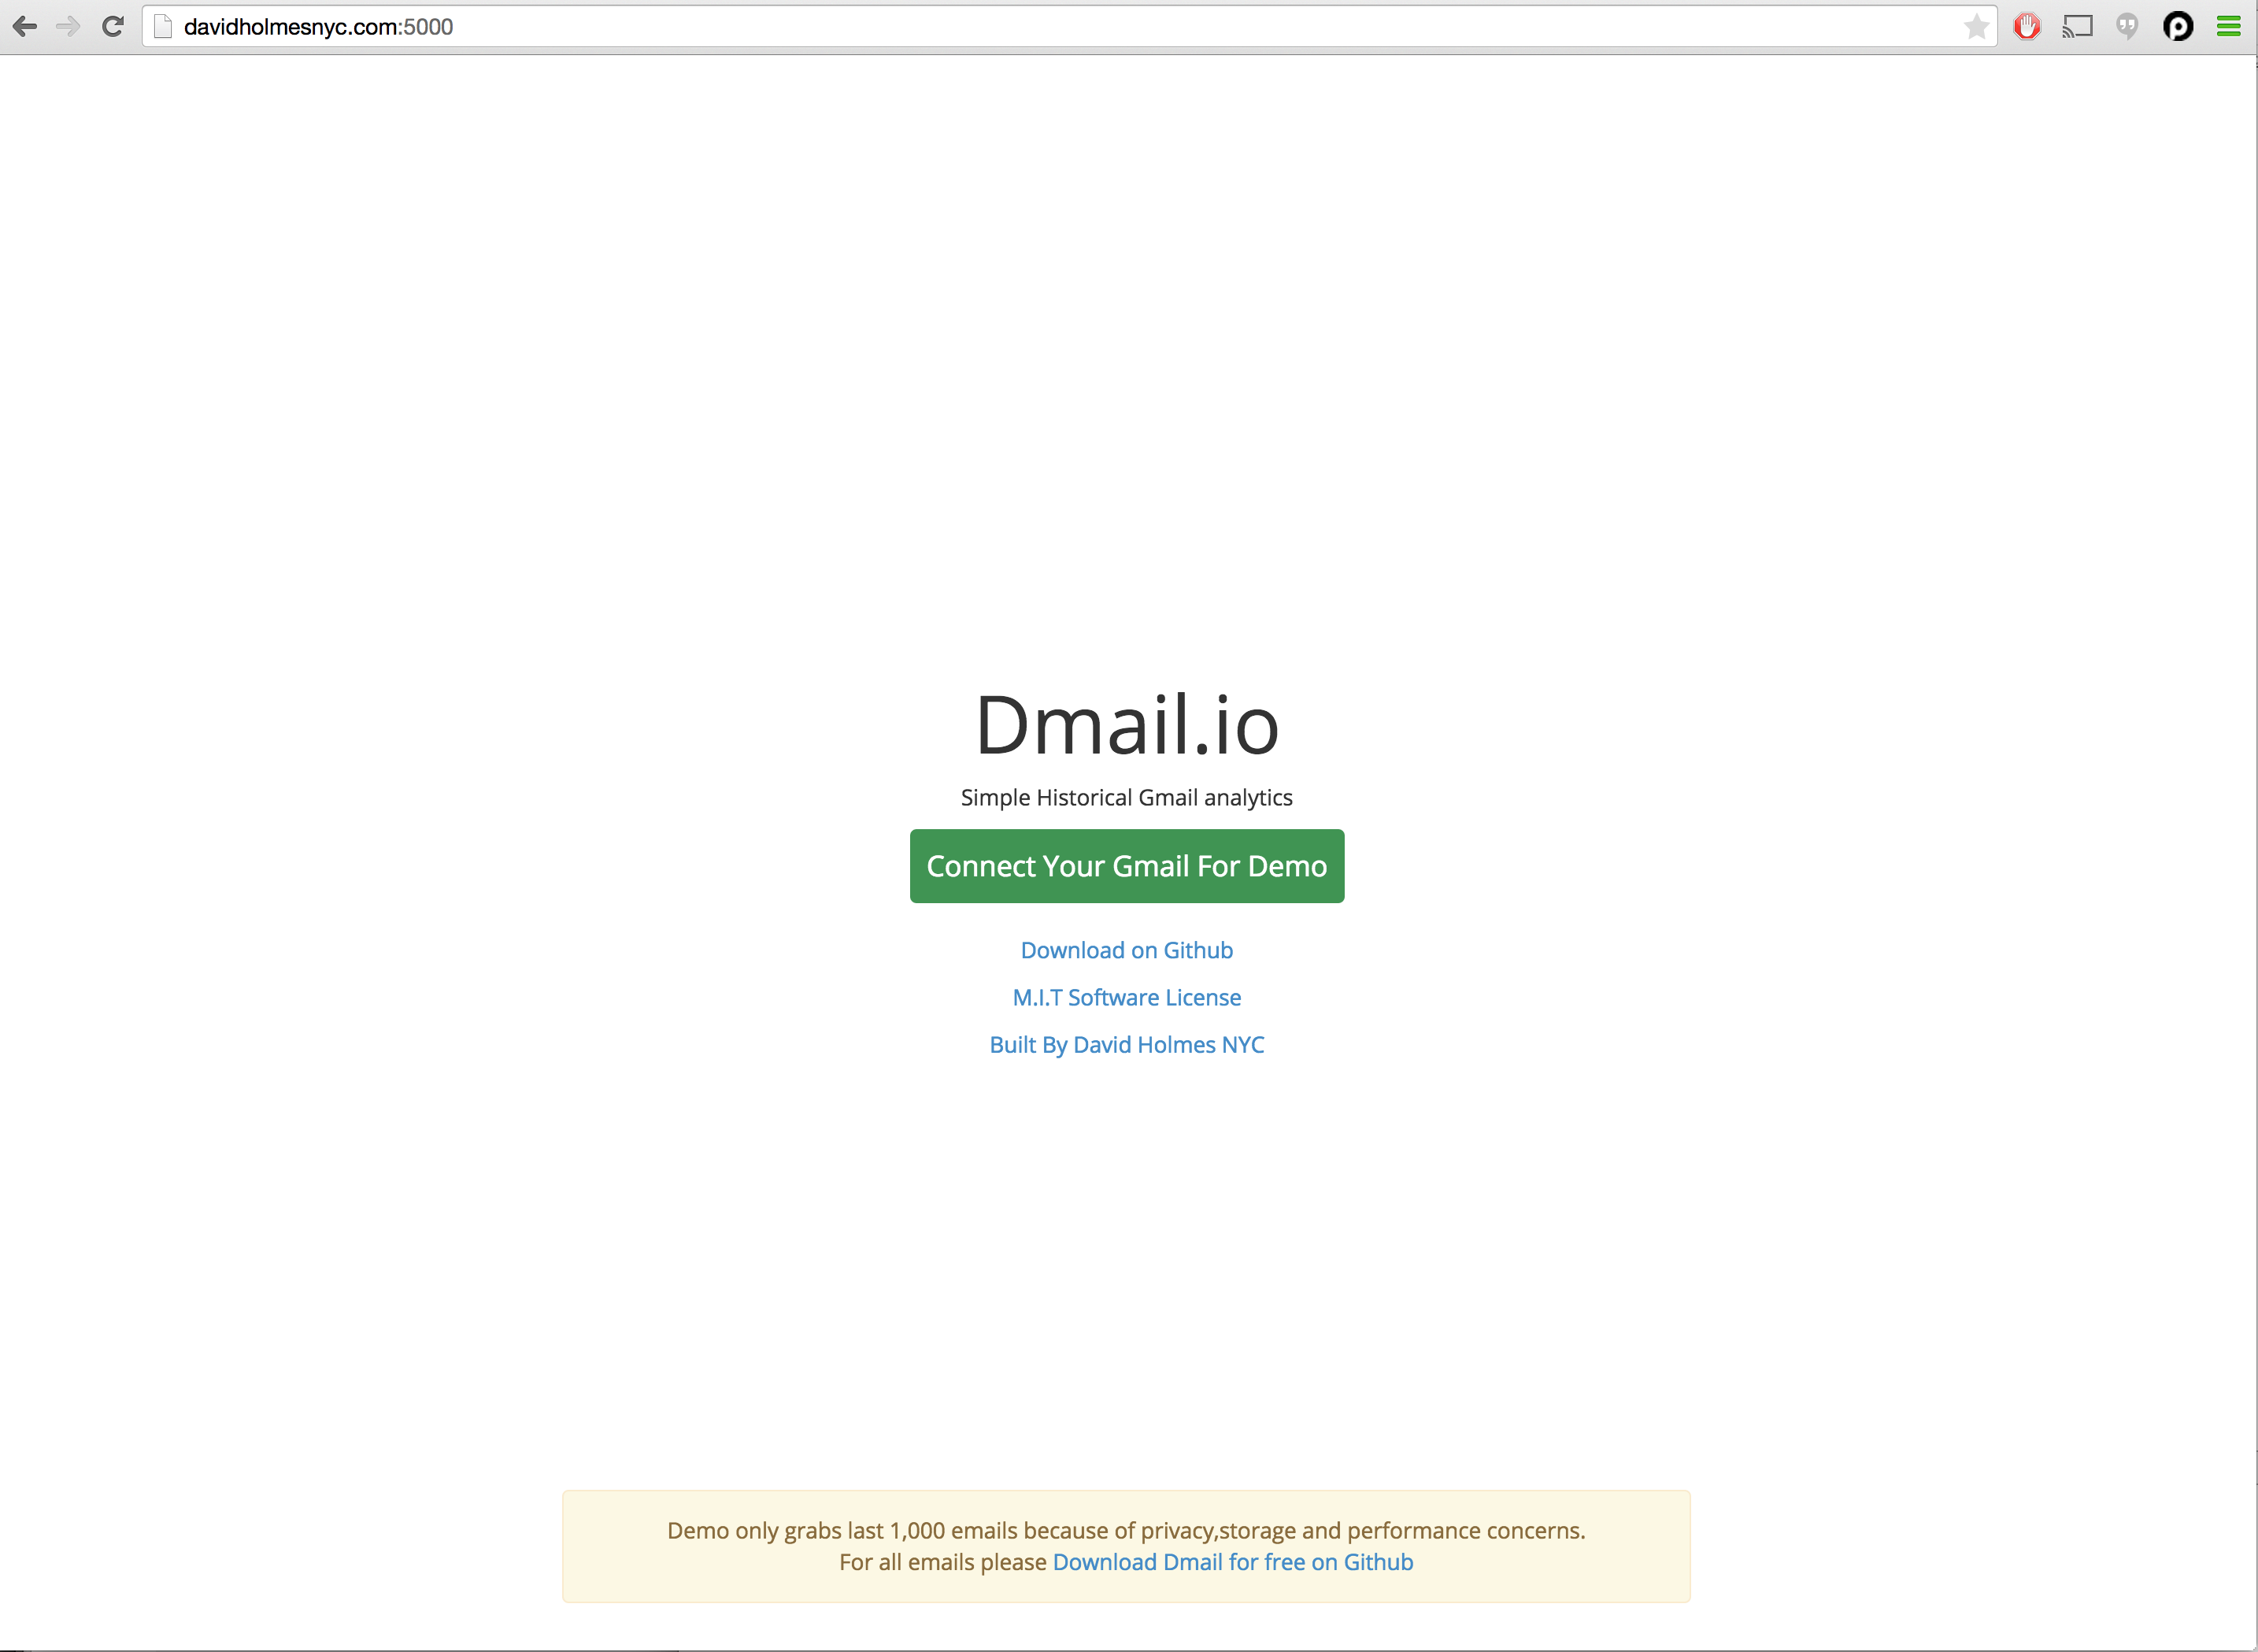 davidholmesnyc.com:5000
Dmail.io
Simple Historical Gmail analytics
Connect Your Gmail For Demo
Download on Github
M.I.T Software License
Built By David Holmes NYC
Demo only grabs last 1,000 emails because of privacy,storage and performance concerns.
For all emails please Download Dmail for free on Github